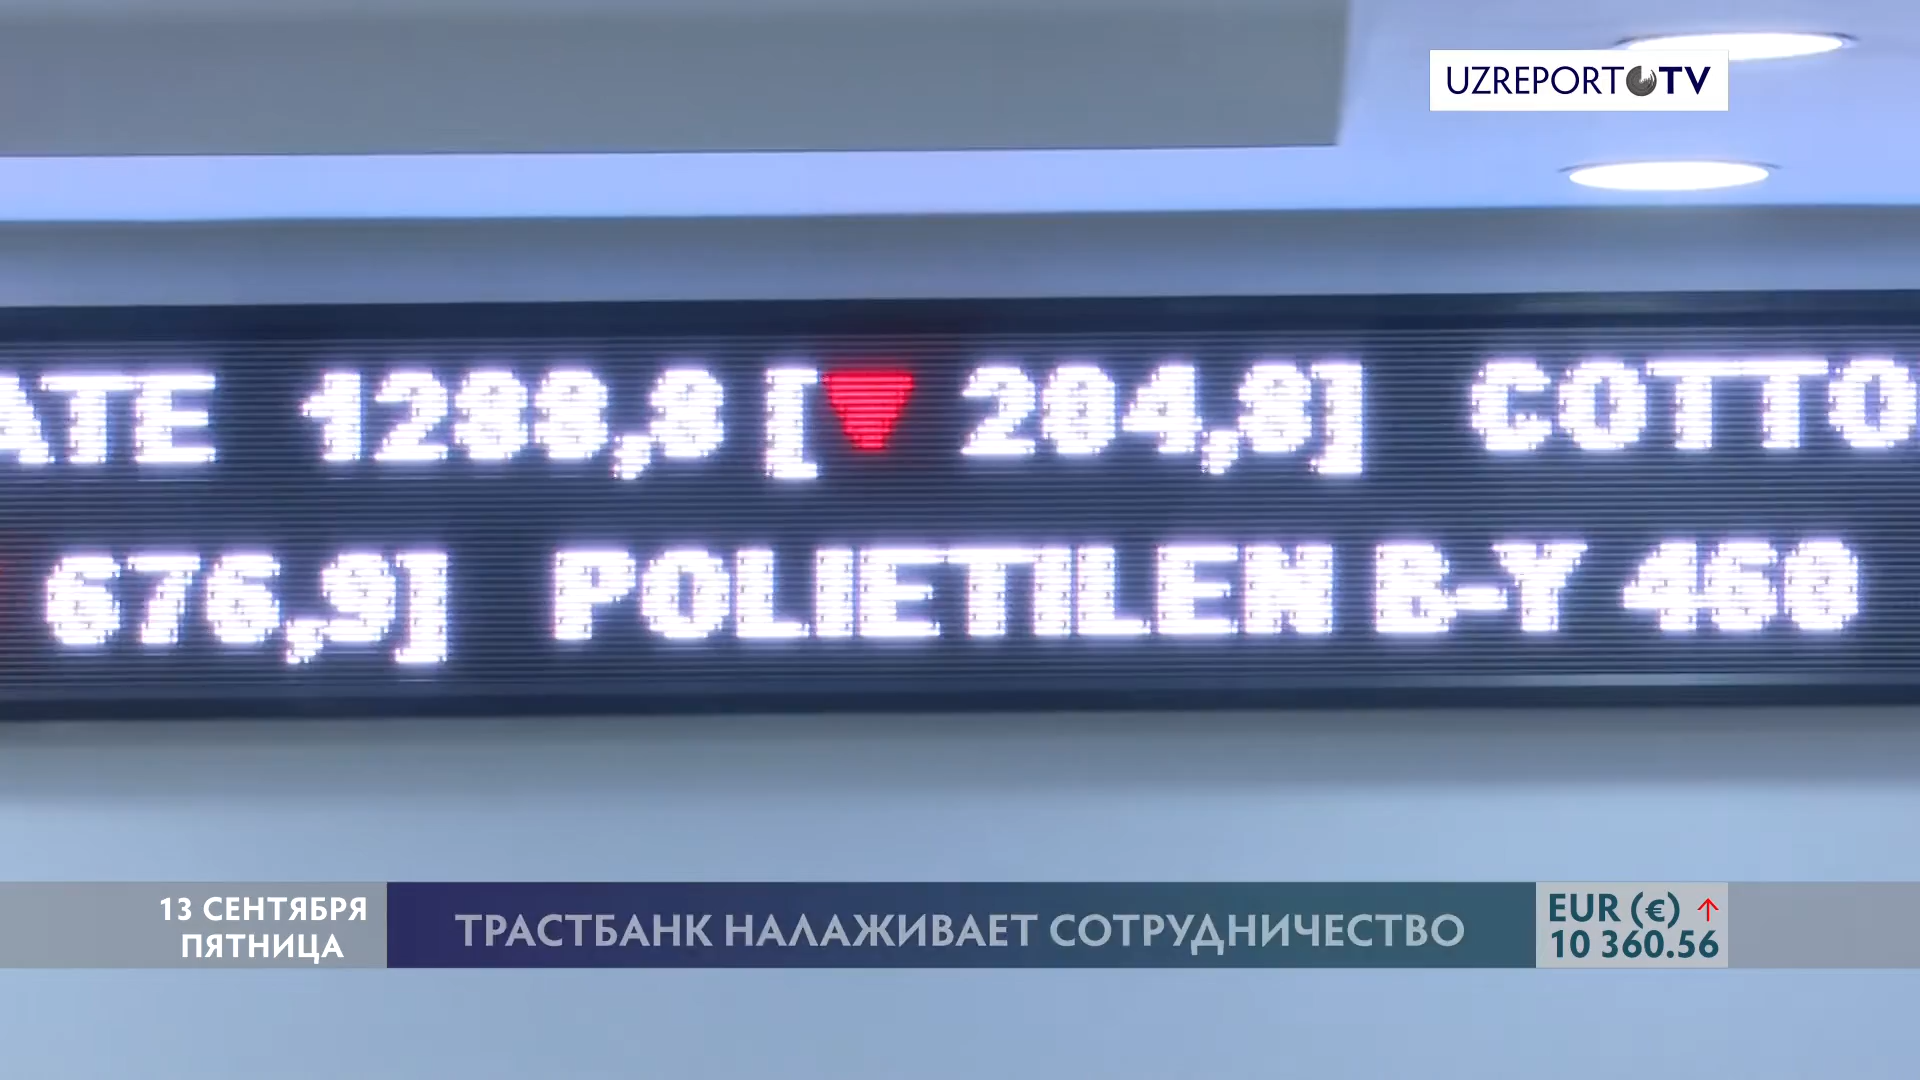 UZREPORT TV
ATE 1288,8 [▼ 204,8] COTTO
676,9] POLIETILEN B-Y 460
13 СЕНТЯБРЯ
ПЯТНИЦА
ТРАСТБАНК НАЛАЖИВАЕТ СОТРУДНИЧЕСТВО
EUR (€) ↑
10 360.56